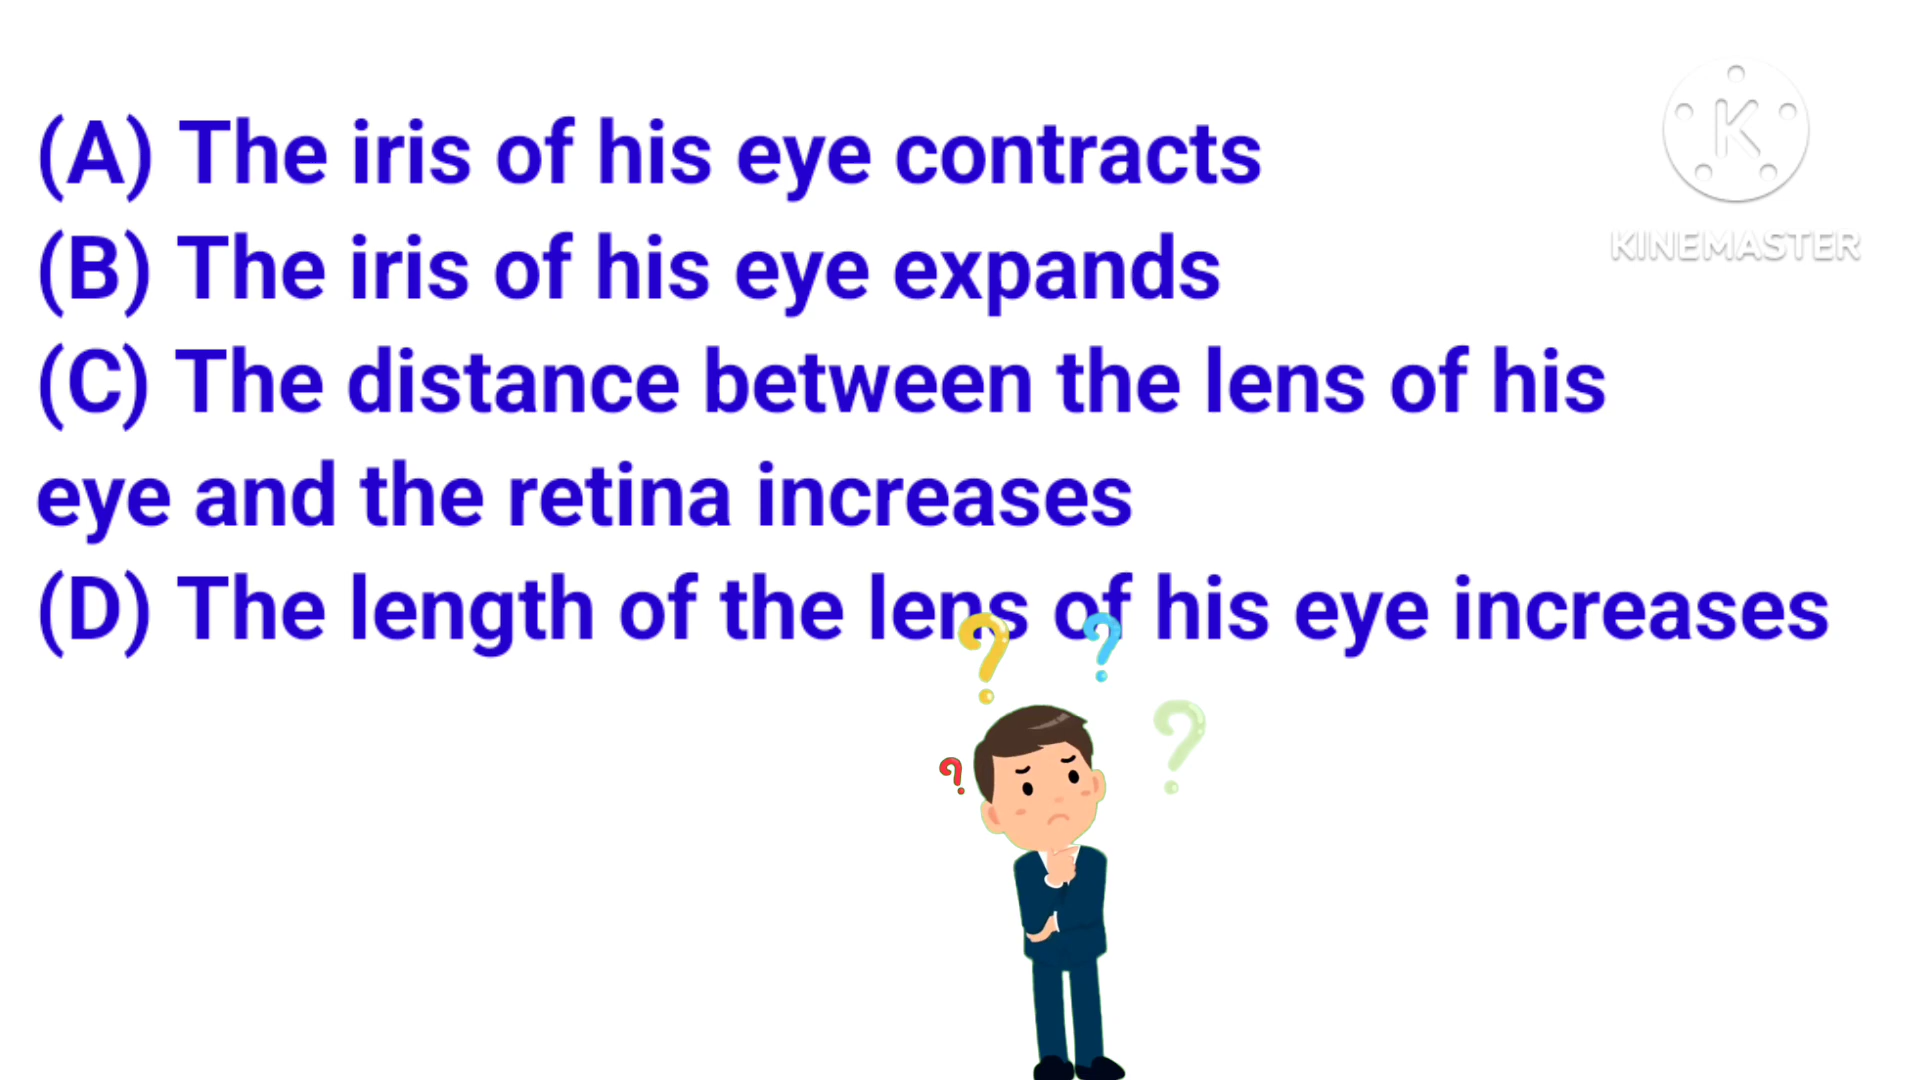 (A) The iris of his eye contracts
(B) The iris of his eye expands
(C) The distance between the lens of his
eye and the retina increases
(D) The length of the lens of his eye increases
K
KINEMASTER
? ?
?
?